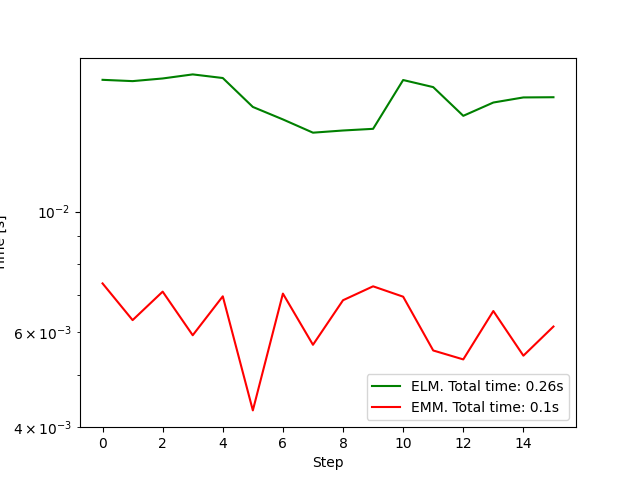 10⁻²
6 × 10⁻³
4 × 10⁻³
0 2 4 6 8 10 12 14
Step
ELM. Total time: 0.26s
EMM. Total time: 0.1s